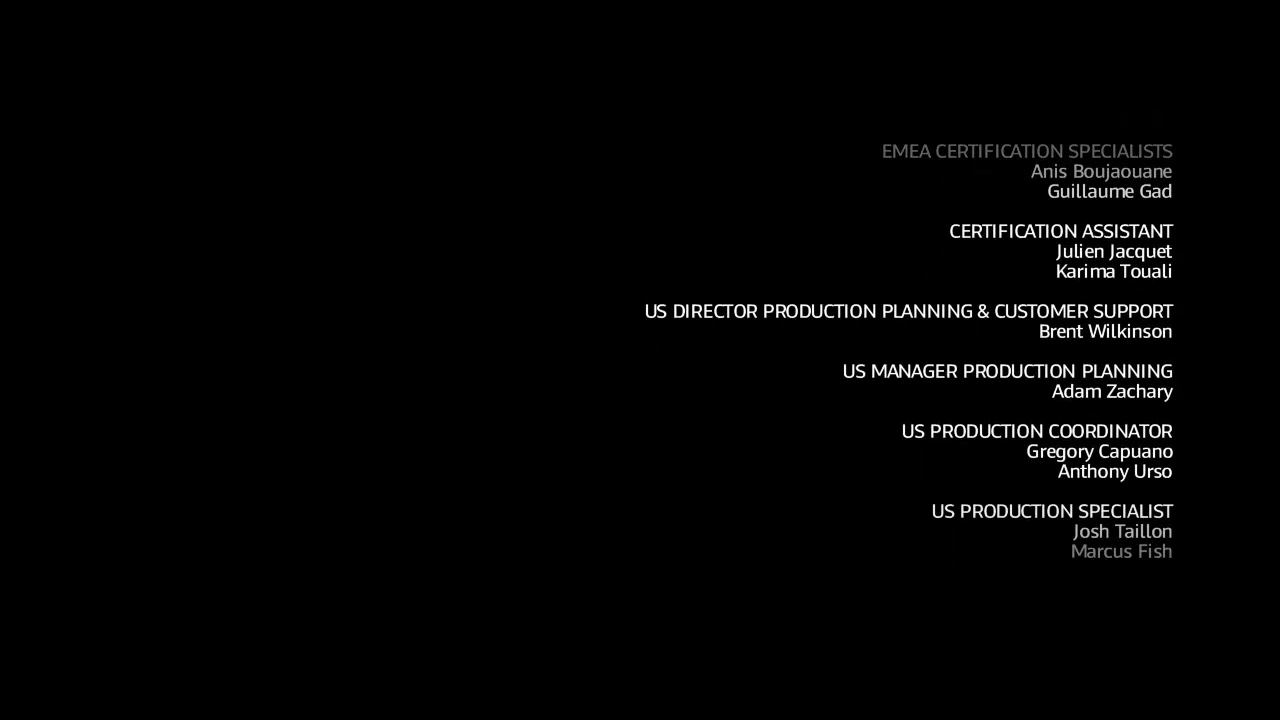 EMEA CERTIFICATION SPECIALISTS
Anis Boujaouane
Guillaume Gad
CERTIFICATION ASSISTANT
Julien Jacquet
Karima Touali
US DIRECTOR PRODUCTION PLANNING & CUSTOMER SUPPORT
Brent Wilkinson
US MANAGER PRODUCTION PLANNING
Adam Zachary
US PRODUCTION COORDINATOR
Gregory Capuano
Anthony Urso
US PRODUCTION SPECIALIST
Josh Taillon
Marcus Fish